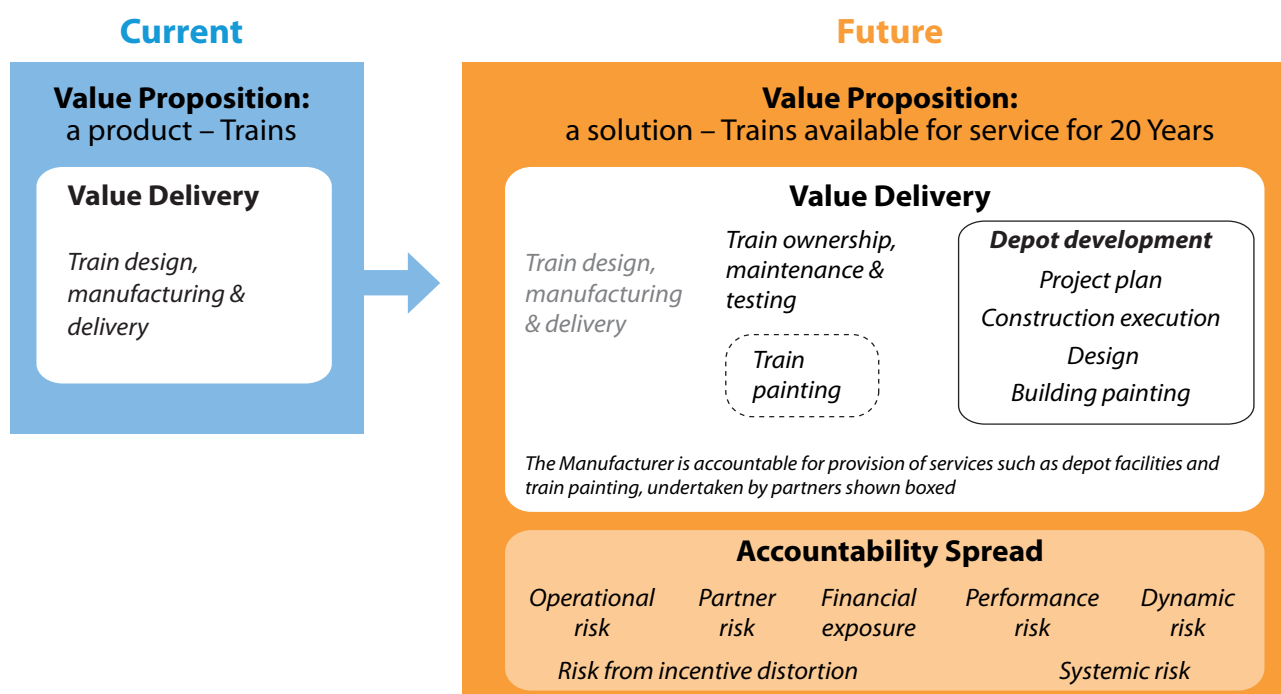 Current
Value Proposition:
a product – Trains
Value Delivery
Train design,
manufacturing &
delivery
Future
Value Proposition:
a solution – Trains available for service for 20 Years
Value Delivery
Train design,
manufacturing
& delivery
Train ownership,
maintenance &
testing
Train
painting
Depot development
Project plan
Construction execution
Design
Building painting
The Manufacturer is accountable for provision of services such as depot facilities and
train painting, undertaken by partners shown boxed
Accountability Spread
Operational
risk
Partner
risk
Financial
exposure
Performance
risk
Dynamic
risk
Risk from incentive distortion
Systemic risk